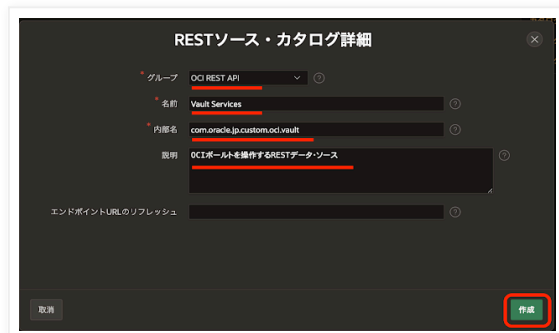 RESTソース・カタログ詳細
* グループ OCI REST API
* 名前 Vault Services
* 内部名 com.oracle.jp.custom.oci.vault
説明 OCIボールトを操作するRESTデータ・ソース
エンドポイントURLのリフレッシュ
取消 作成